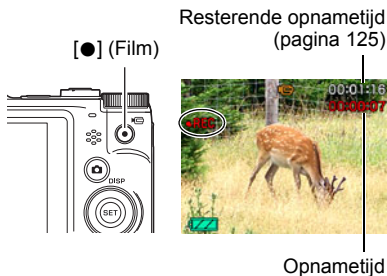 Resterende opnametijd
(pagina 125)
[●] (Film)
00:01:16
00:00:07
●REC
DISP
SET
Opnametijd